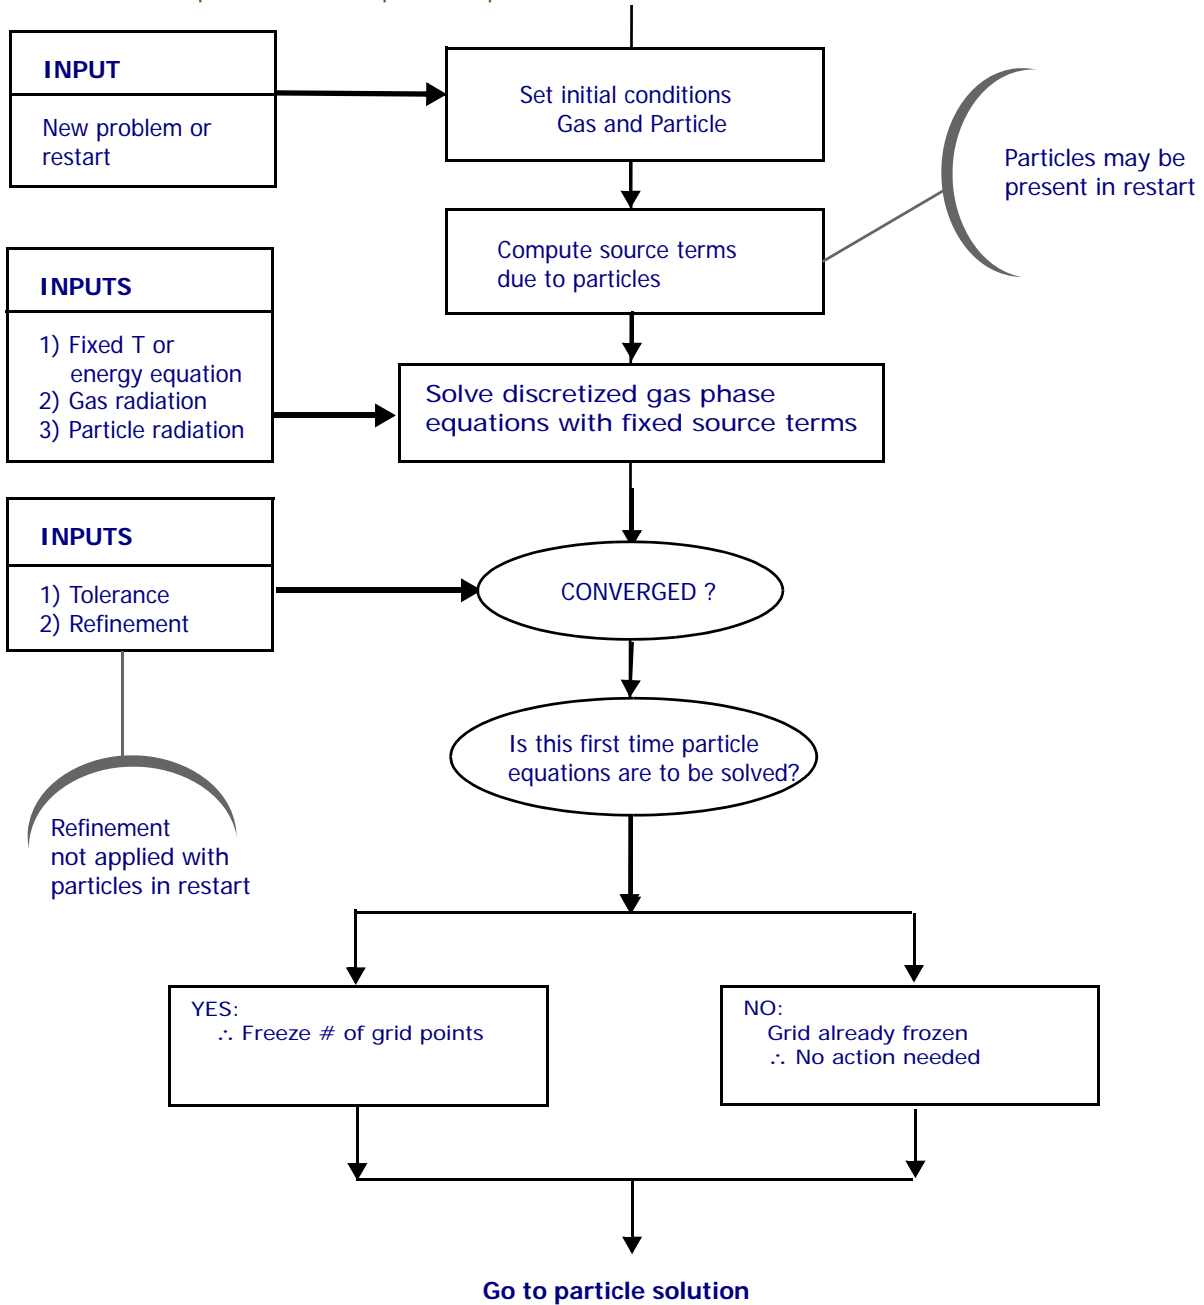 INPUT
New problem or
restart
Set initial conditions
Gas and Particle
Particles may be
present in restart
Compute source terms
due to particles
INPUTS
1) Fixed T or
energy equation
2) Gas radiation
3) Particle radiation
Solve discretized gas phase
equations with fixed source terms
INPUTS
1) Tolerance
2) Refinement
CONVERGED ?
Is this first time particle
equations are to be solved?
Refinement
not applied with
particles in restart
YES:
∴ Freeze # of grid points
NO:
Grid already frozen
∴ No action needed
Go to particle solution